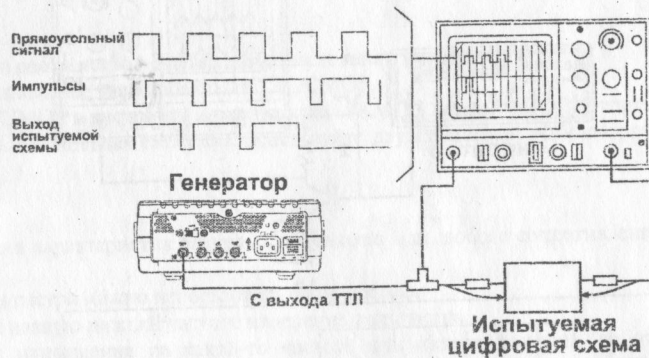 Прямоугольный
сигнал
Импульсы
Выход
испытуемой
схемы
Генератор
С выхода ТТЛ
Испытуемая
цифровая схема